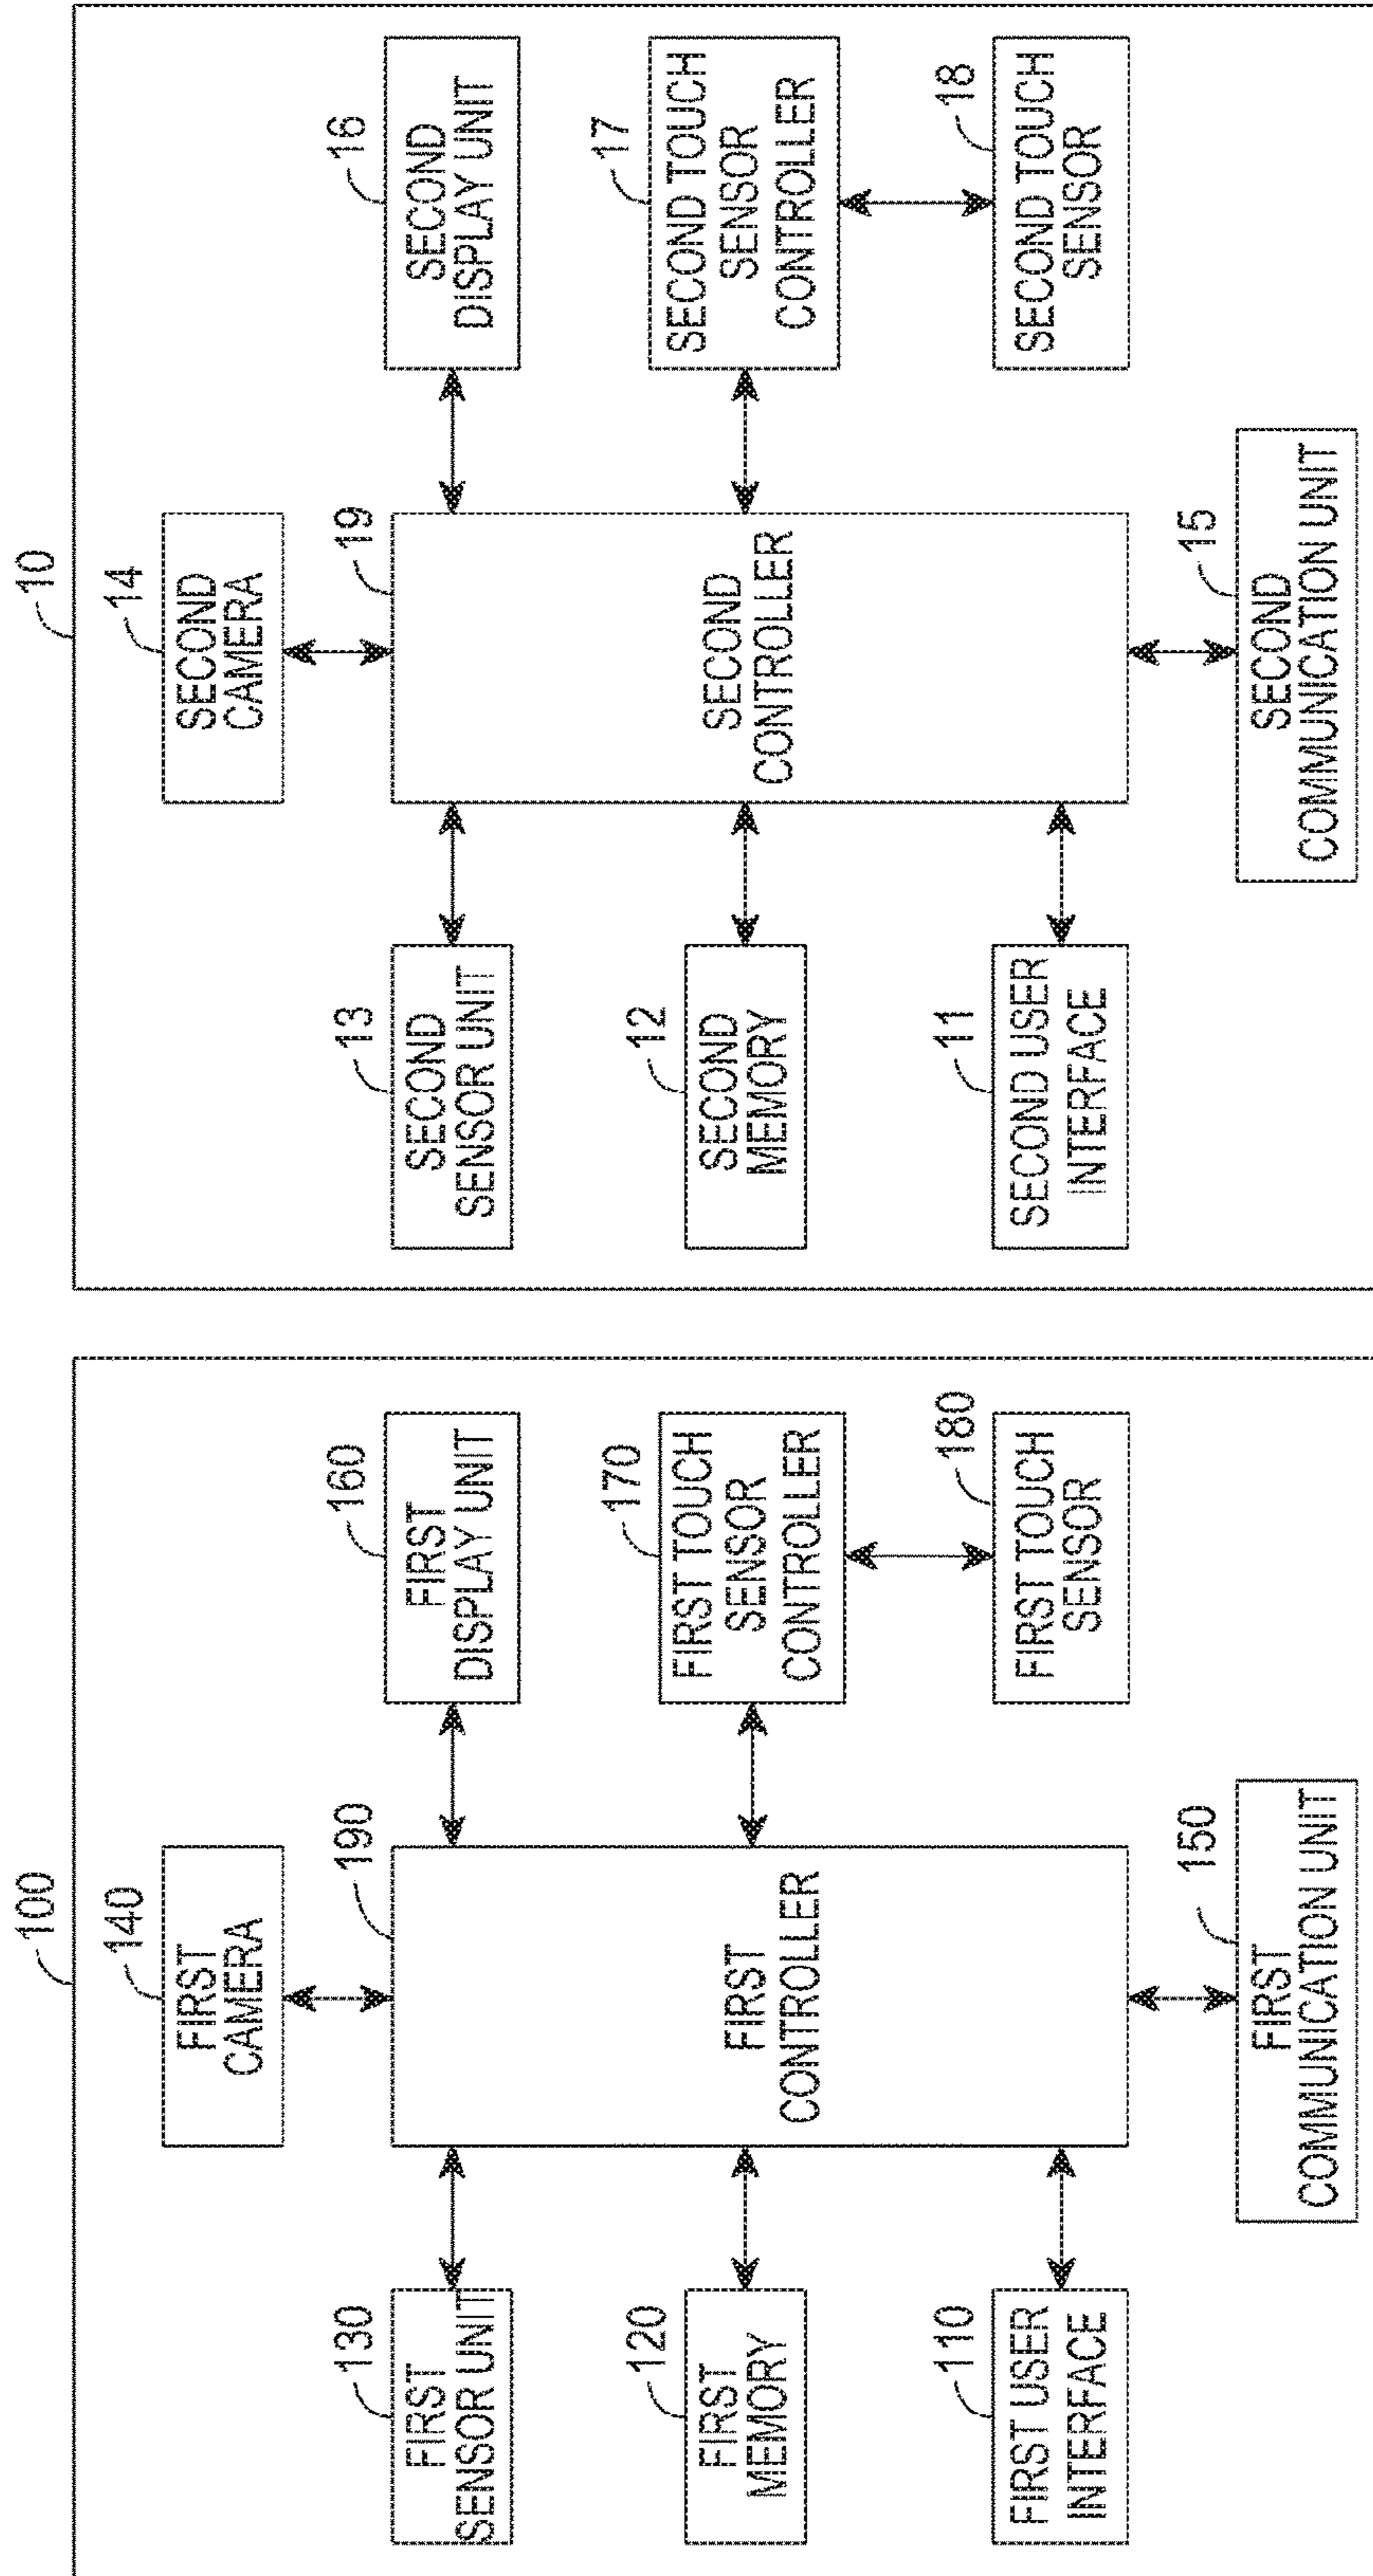 100
140
FIRST
CAMERA
130
FIRST
SENSOR UNIT
190
FIRST
CONTROLLER
160
FIRST
DISPLAY UNIT
120
FIRST
MEMORY
170
FIRST TOUCH
SENSOR
CONTROLLER
110
FIRST USER
INTERFACE
180
FIRST TOUCH
SENSOR
150
FIRST
COMMUNICATION UNIT
10
14
SECOND
CAMERA
13
SECOND
SENSOR UNIT
19
SECOND
CONTROLLER
16
SECOND
DISPLAY UNIT
12
SECOND
MEMORY
17
SECOND TOUCH
SENSOR
CONTROLLER
11
SECOND USER
INTERFACE
18
SECOND TOUCH
SENSOR
15
SECOND
COMMUNICATION UNIT